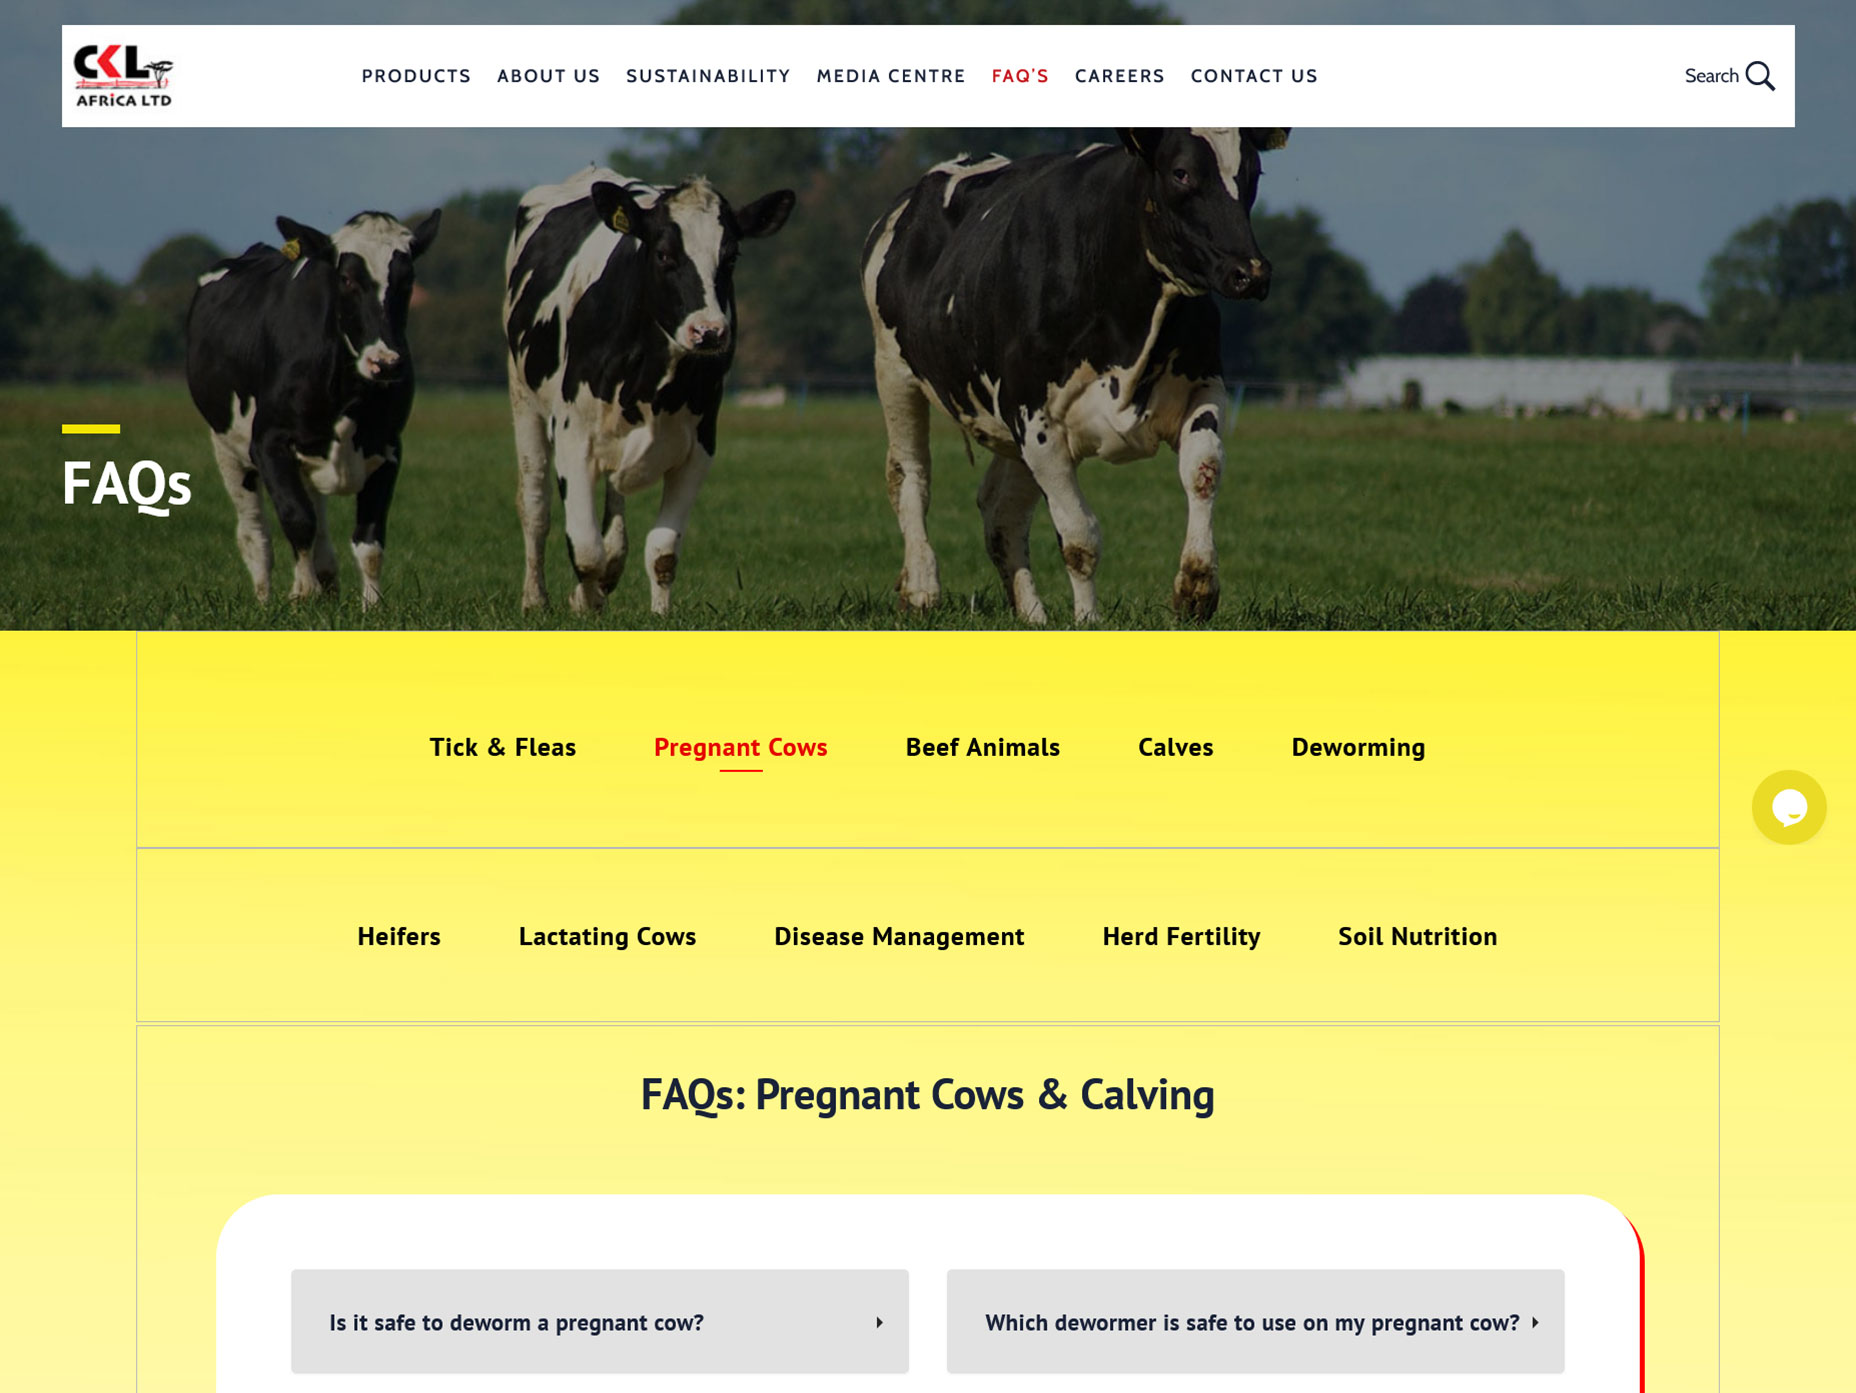 CKL
AFRICA LTD
PRODUCTS ABOUT US SUSTAINABILITY MEDIA CENTRE FAQ'S CAREERS CONTACT US
Search
FAQs
Tick & Fleas Pregnant Cows Beef Animals Calves Deworming
Heifers Lactating Cows Disease Management Herd Fertility Soil Nutrition
FAQs: Pregnant Cows & Calving
Is it safe to deworm a pregnant cow? Which dewormer is safe to use on my pregnant cow?